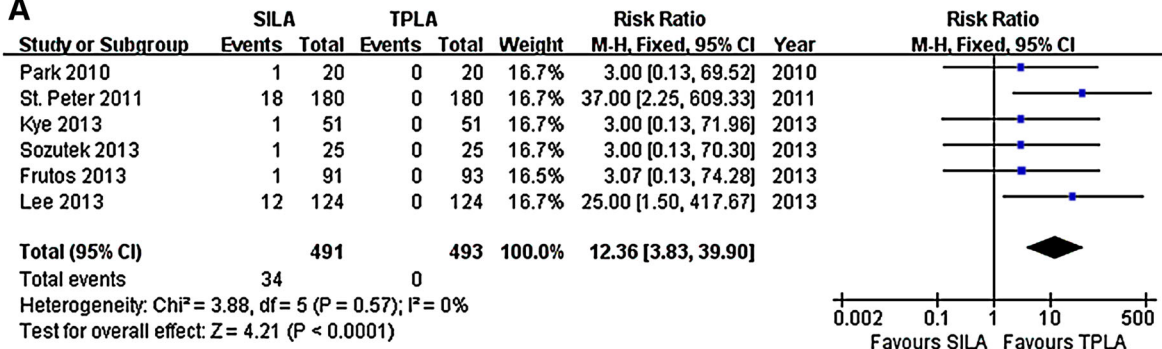 A
SILA TPLA Risk Ratio Risk Ratio
Study or Subgroup Events Total Events Total Weight M-H, Fixed, 95% CI Year M-H, Fixed, 95% CI
Park 2010 1 20 0 20 16.7% 3.00 [0.13, 69.52] 2010
St. Peter 2011 18 180 0 180 16.7% 37.00 [2.25, 609.33] 2011
Kye 2013 1 51 0 51 16.7% 3.00 [0.13, 71.96] 2013
Sozutek 2013 1 25 0 25 16.7% 3.00 [0.13, 70.30] 2013
Frutos 2013 1 91 0 93 16.5% 3.07 [0.13, 74.28] 2013
Lee 2013 12 124 0 124 16.7% 25.00 [1.50, 417.67] 2013
Total (95% CI) 491 493 100.0% 12.36 [3.83, 39.90]
Total events 34 0
Heterogeneity: Chi² = 3.88, df = 5 (P = 0.57); I² = 0%
Test for overall effect: Z = 4.21 (P < 0.0001)
0.002 0.1 1 10 500
Favours SILA Favours TPLA